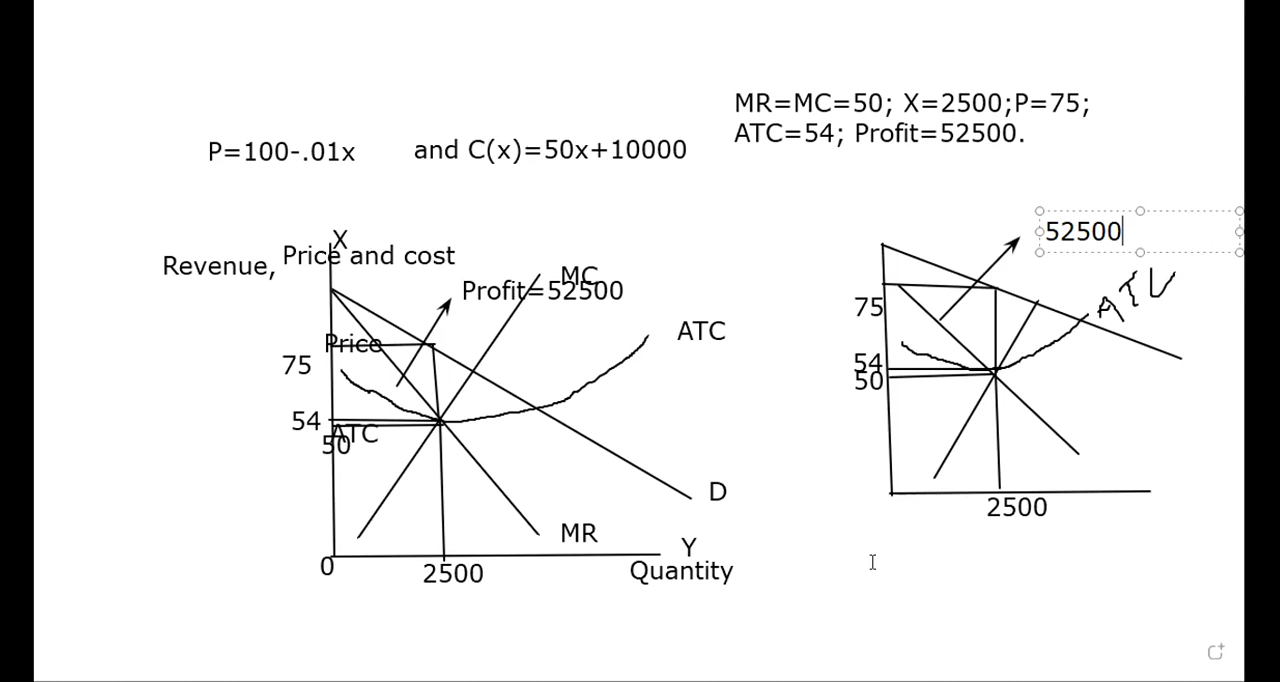 MR=MC=50; X=2500;P=75;
ATC=54; Profit=52500.
P=100-.01x and C(x)=50x+10000
52500
X
Revenue, Price and cost
MC
Profit=52500
ATC
Price
75
54
ATC
50
D
MR
Y
0
2500
Quantity
ATC
75
54
50
2500